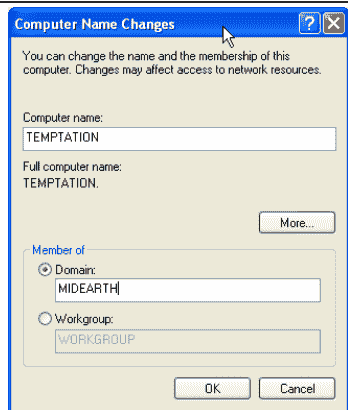 Computer Name Changes
You can change the name and the membership of this
computer. Changes may affect access to network resources.
Computer name:
TEMPTATION
Full computer name:
TEMPTATION.
More...
Member of
Domain:
MIDEARTH
Workgroup:
WORKGROUP
OK Cancel